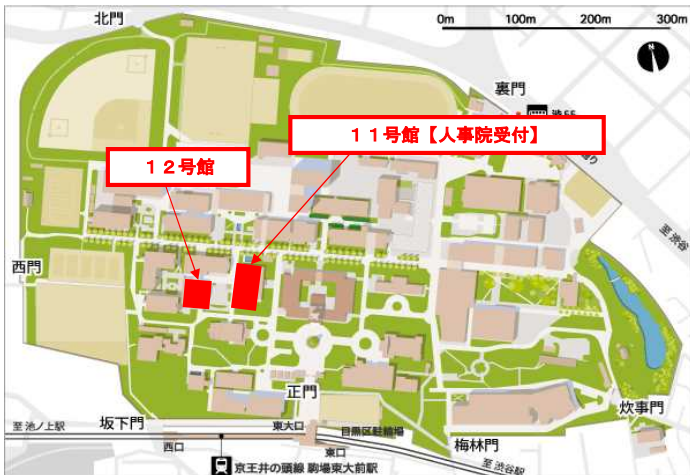 北門
0m 100m 200m 300m
N
裏門
渋55
11号館【人事院受付】
12号館
至渋谷
西門
正門
炊事門
坂下門
東大口
目黒区駐輪場
至 池ノ上駅
西口
東口
梅林門
至 渋谷駅
京王井の頭線 駒場東大前駅